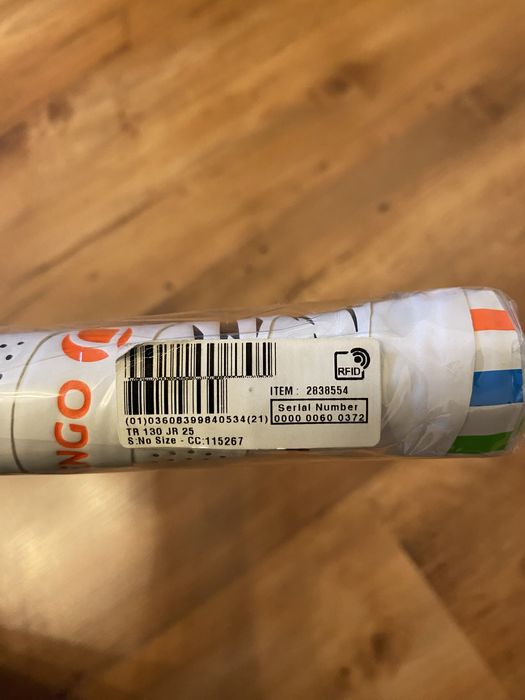 NGO
RFID
ITEM : 2838554
Serial Number
0000 0060 0372
(01)03608399840534(21)
TR 130 JR 25
S:No Size - CC:115267